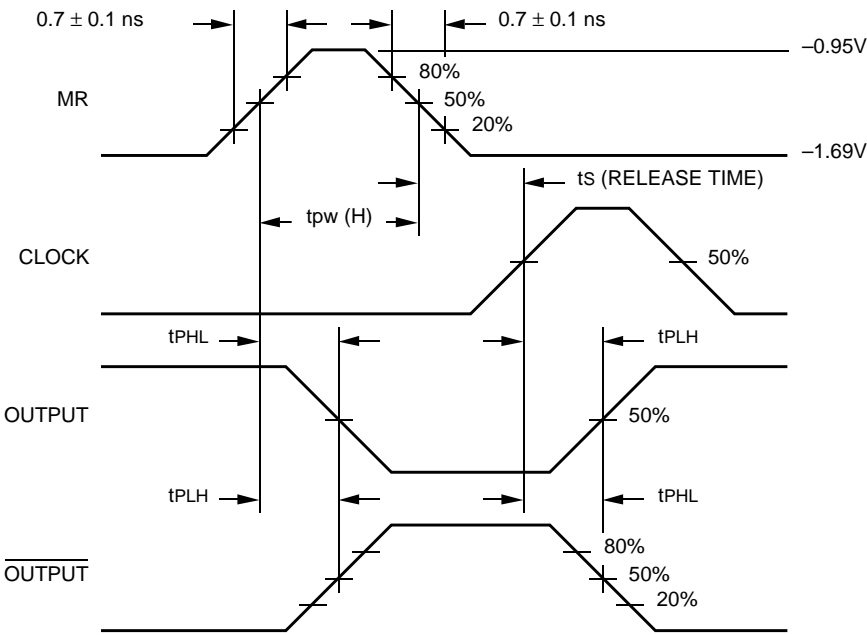 0.7 ± 0.1 ns
0.7 ± 0.1 ns
–0.95V
MR
80%
50%
20%
–1.69V
tS (RELEASE TIME)
tpw (H)
CLOCK
50%
tPHL
tPLH
OUTPUT
50%
tPLH
tPHL
OUTPUT
80%
50%
20%